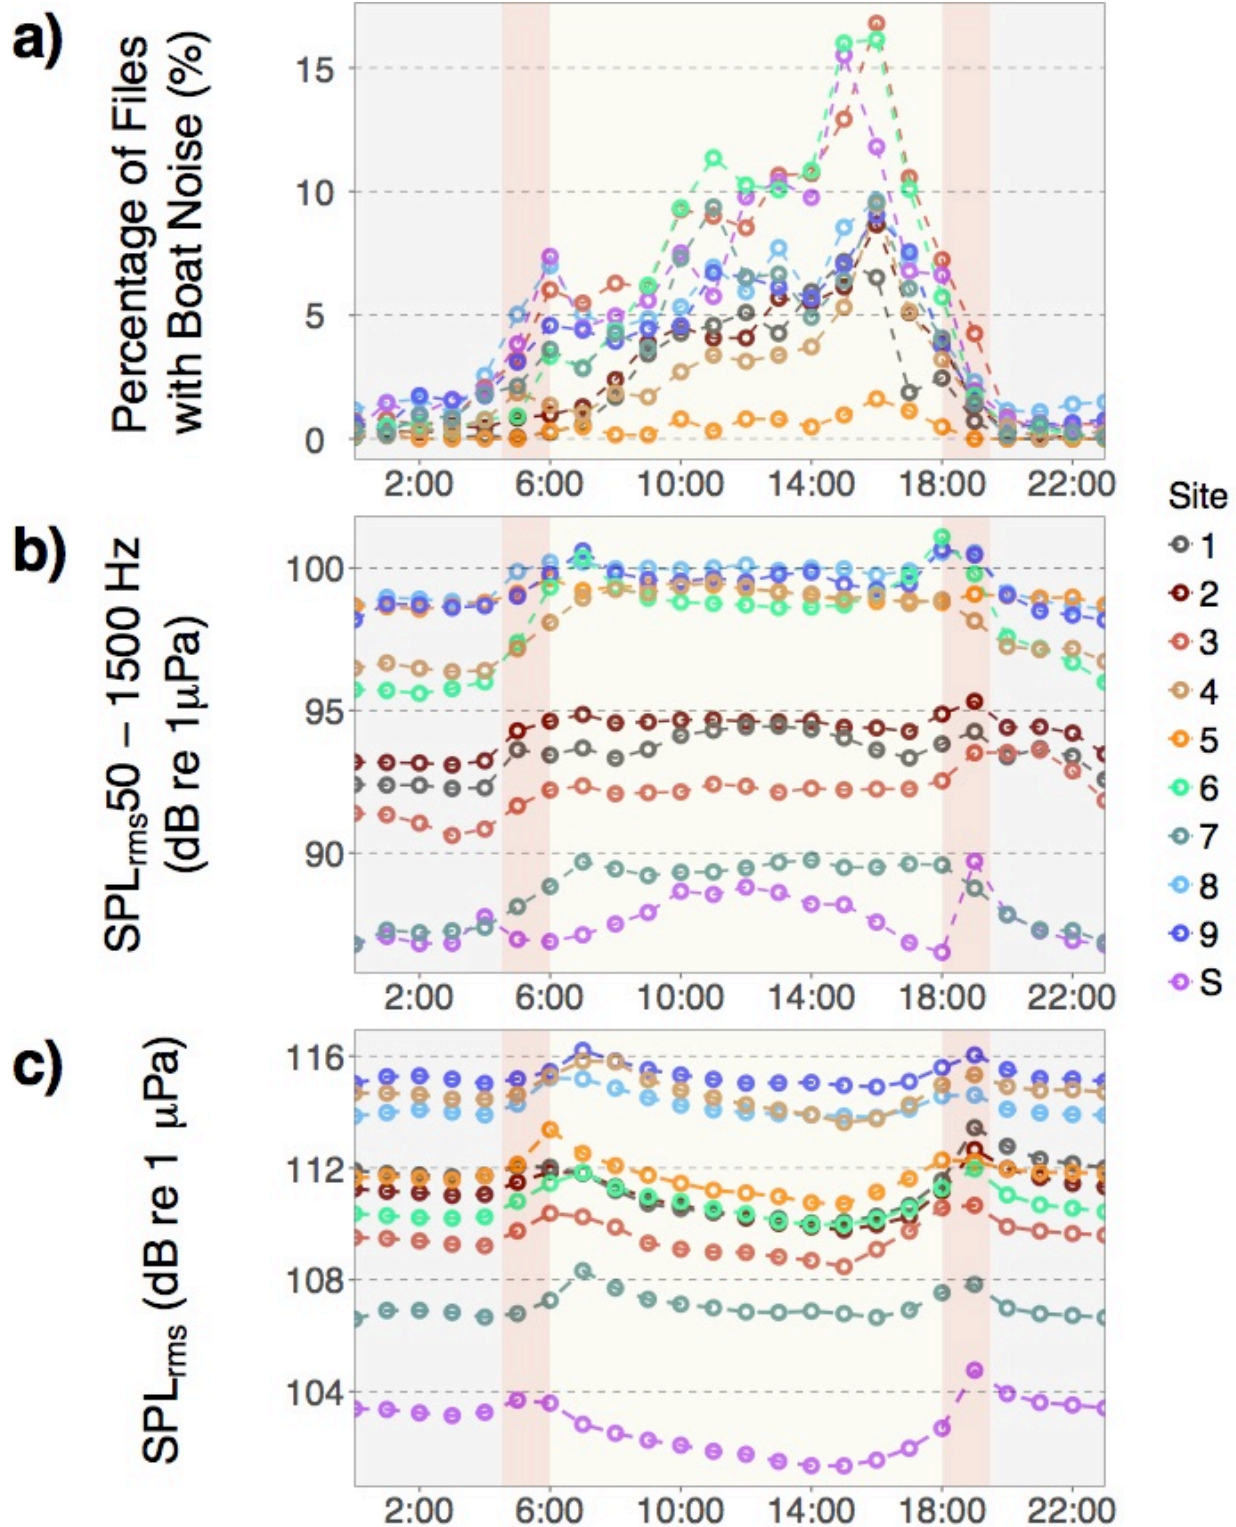 a)
Percentage of Files
with Boat Noise (%)
15
10
5
0
2:00 6:00 10:00 14:00 18:00 22:00
b)
SPLrms50 – 1500 Hz
(dB re 1µPa)
100
95
90
2:00 6:00 10:00 14:00 18:00 22:00
Site
1
2
3
4
5
6
7
8
9
S
c)
SPLrms (dB re 1 µPa)
116
112
108
104
2:00 6:00 10:00 14:00 18:00 22:00